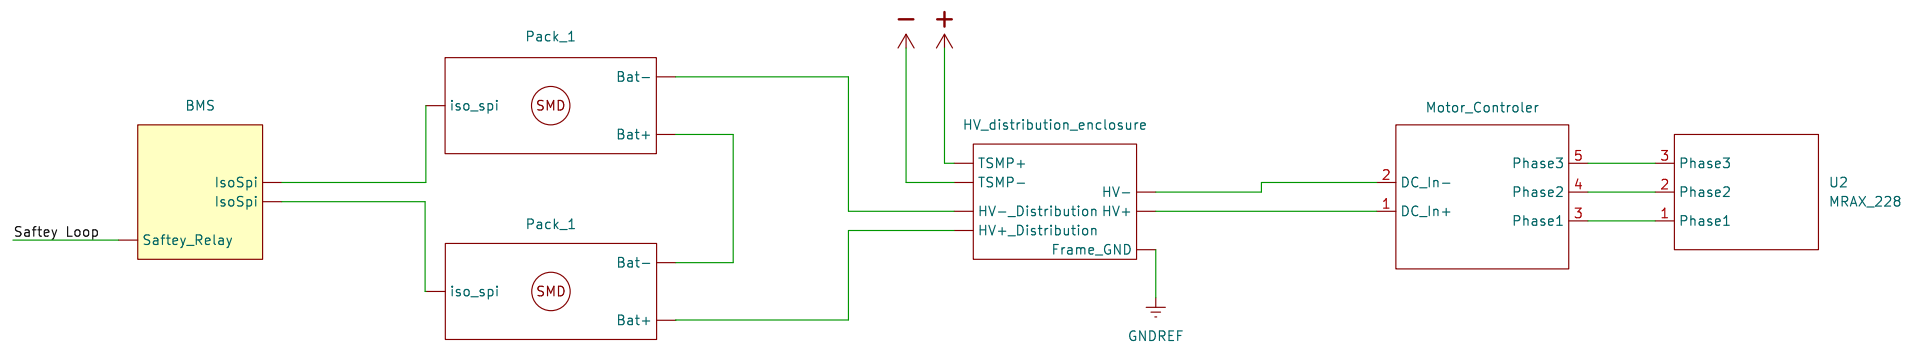 − +
Pack_1
Bat-
iso_spi
SMD
Bat+
BMS
IsoSpi
IsoSpi
Saftey Loop
Saftey_Relay
Pack_1
Bat-
iso_spi
SMD
Bat+
HV_distribution_enclosure
TSMP+
TSMP-
HV-
HV-_Distribution HV+
HV+_Distribution
Frame_GND
GNDREF
Motor_Controler
Phase3 5
2 DC_In-
Phase2 4
1 DC_In+
Phase1 3
3 Phase3
2 Phase2
1 Phase1
U2
MRAX_228